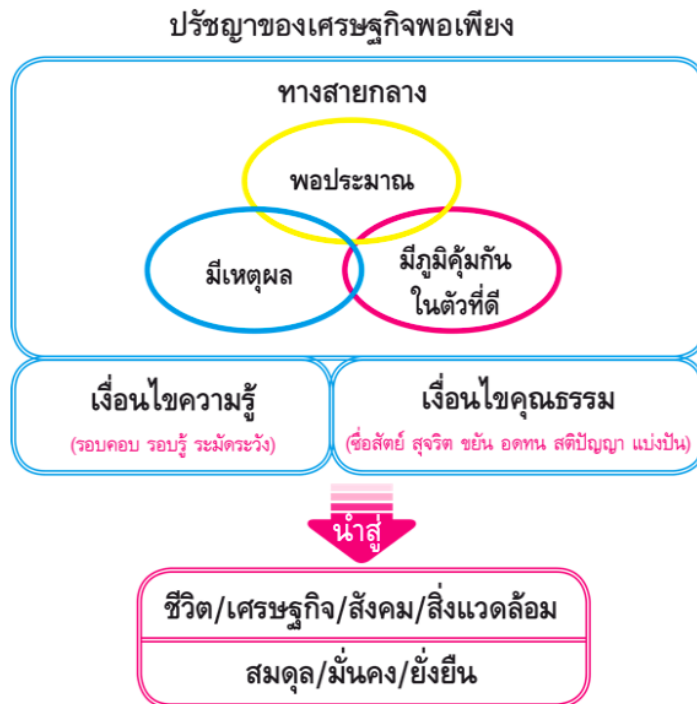 ปรัชญาของเศรษฐกิจพอเพียง
ทางสายกลาง
พอประมาณ
มีเหตุผล
มีภูมิคุ้มกัน
ในตัวที่ดี
เงื่อนไขความรู้
(รอบคอบ รอบรู้ ระมัดระวัง)
เงื่อนไขคุณธรรม
(ซื่อสัตย์ สุจริต ขยัน อดทน สติปัญญา แบ่งปัน)
นำสู่
ชีวิต/เศรษฐกิจ/สังคม/สิ่งแวดล้อม
สมดุล/มั่นคง/ยั่งยืน